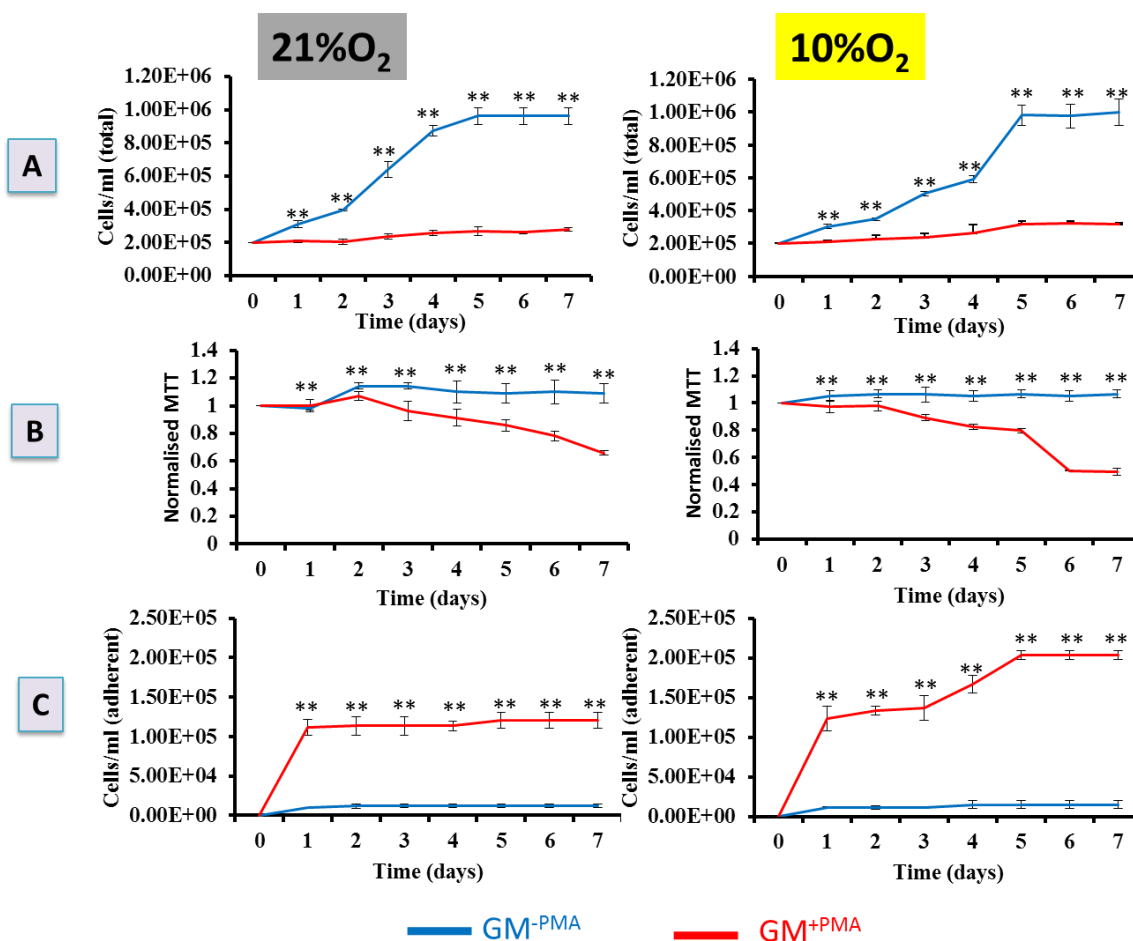 21%O₂
10%O₂
A
Cells/ml (total)
1.20E+06
1.00E+06
8.00E+05
6.00E+05
4.00E+05
2.00E+05
0.00E+00
** ** ** ** ** ** **
0 1 2 3 4 5 6 7
Time (days)
Cells/ml (total)
1.20E+06
1.00E+06
8.00E+05
6.00E+05
4.00E+05
2.00E+05
0.00E+00
** ** ** ** ** ** **
0 1 2 3 4 5 6 7
Time (days)
B
Normalised MTT
1.4
1.2
1
0.8
0.6
0.4
0.2
0
** ** ** ** ** ** **
0 1 2 3 4 5 6 7
Time (days)
Normalised MTT
1.4
1.2
1
0.8
0.6
0.4
0.2
0
** ** ** ** ** ** **
0 1 2 3 4 5 6 7
Time (days)
C
Cells/ml (adherent)
2.50E+05
2.00E+05
1.50E+05
1.00E+05
5.00E+04
0.00E+00
** ** ** ** ** ** **
0 1 2 3 4 5 6 7
Time (days)
Cells/ml (adherent)
2.50E+05
2.00E+05
1.50E+05
1.00E+05
5.00E+04
0.00E+00
** ** ** ** ** ** **
0 1 2 3 4 5 6 7
Time (days)
GM⁻ᴾᴹᴬ
GM⁺ᴾᴹᴬ